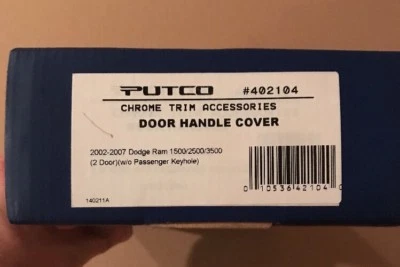 PUTCO #402104
CHROME TRIM ACCESSORIES
DOOR HANDLE COVER
2002-2007 Dodge Ram 1500/2500/3500
(2 Door)(w/o Passenger Keyhole)
0 10536 42104 0
140211A